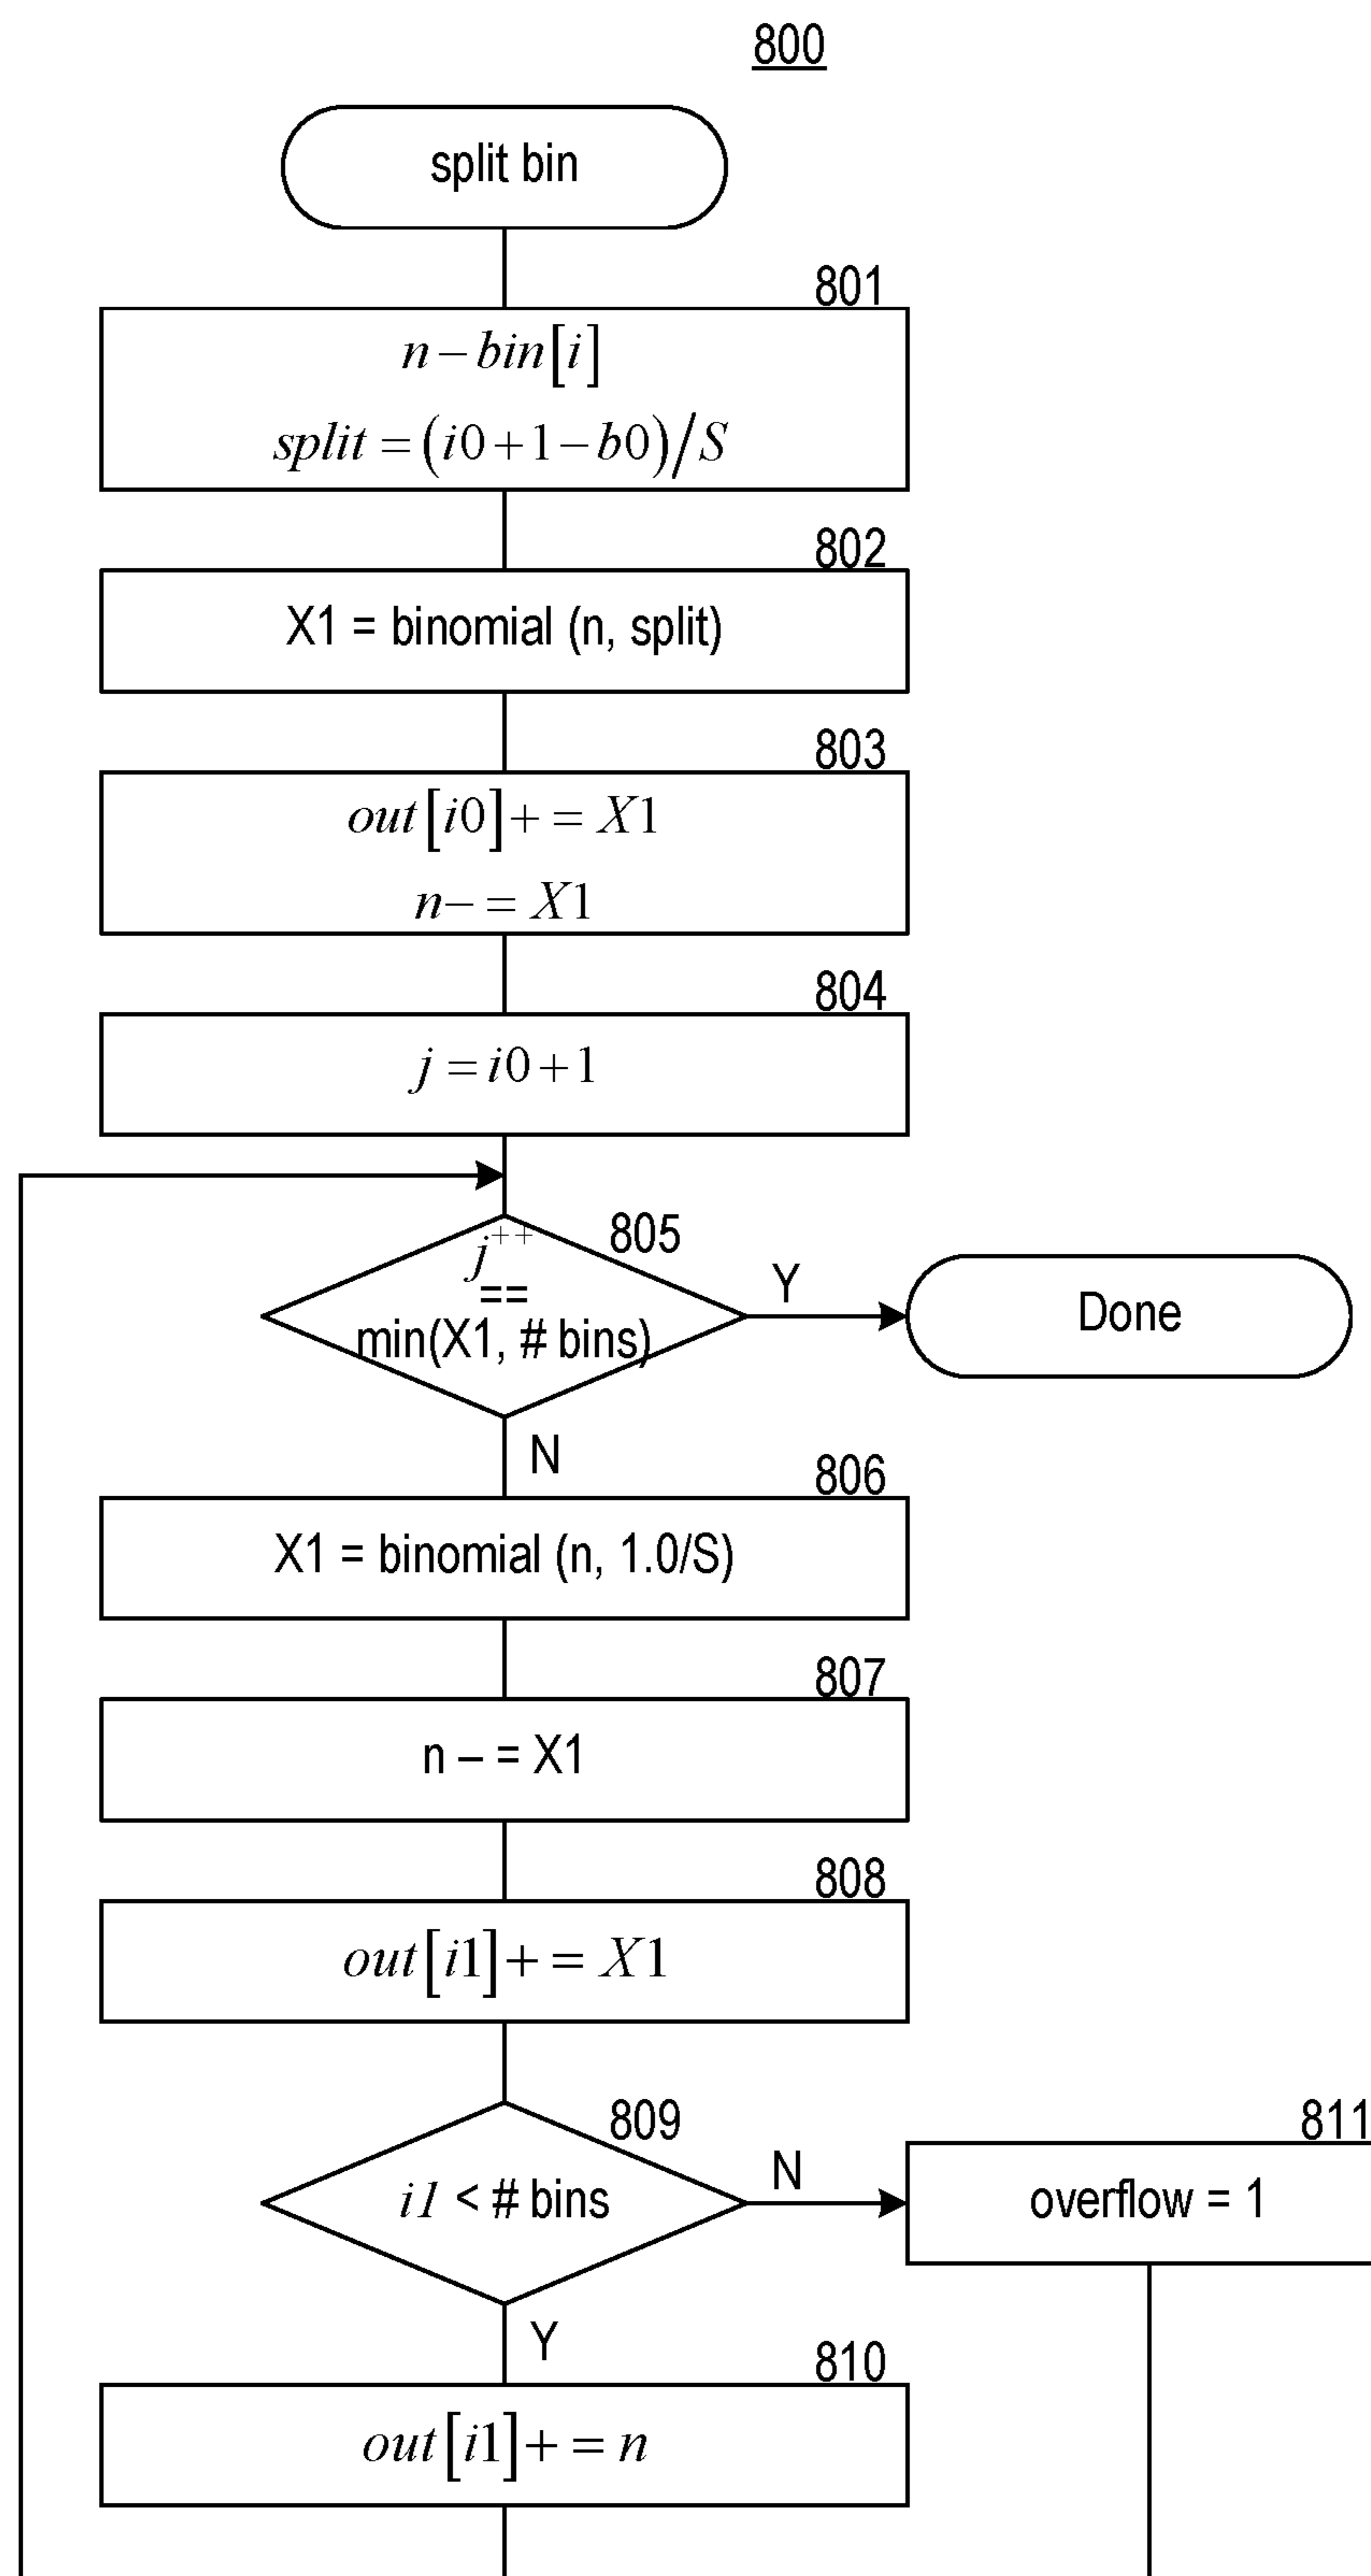 800
split bin
801
n – bin[i]
split = (i0 + 1 – b0)/S
802
X1 = binomial (n, split)
803
out[i0]+ = X1
n– = X1
804
j = i0 + 1
805
j++
==
min(X1, # bins)
Y
Done
N
806
X1 = binomial (n, 1.0/S)
807
n – = X1
808
out[i1]+ = X1
809
i1 < # bins
N
811
overflow = 1
Y
810
out[i1]+ = n